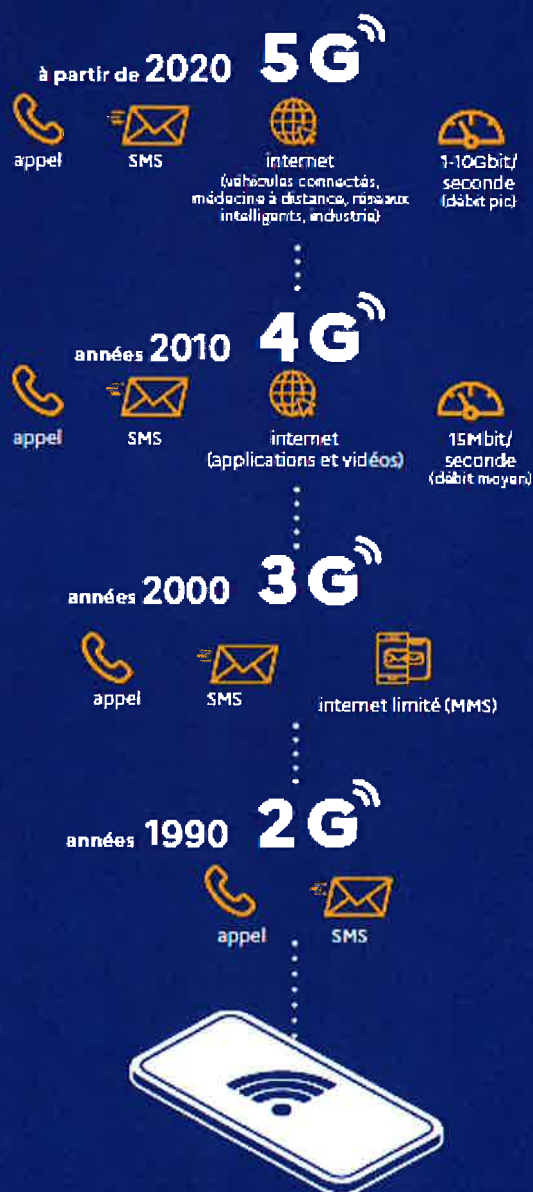 à partir de 2020 5G
appel
SMS
internet
(véhicules connectés,
médecine à distance, réseaux
intelligents, industrie)
1-10Gbit/
seconde
(débit pic)
années 2010 4G
appel
SMS
internet
(applications et vidéos)
15Mbit/
seconde
(débit moyen)
années 2000 3G
appel
SMS
internet limité (MMS)
années 1990 2G
appel
SMS